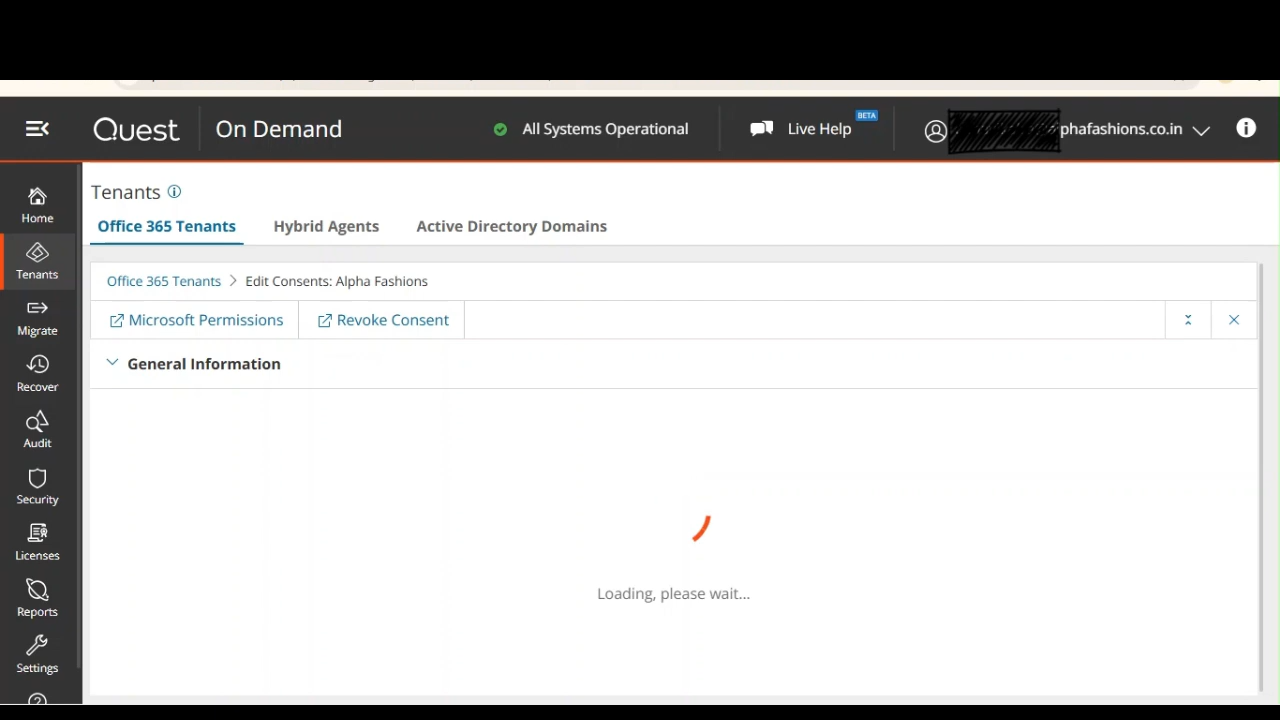 Quest
On Demand
All Systems Operational
Live Help
BETA
phafashions.co.in
Home
Tenants
Migrate
Recover
Audit
Security
Licenses
Reports
Settings
Tenants
Office 365 Tenants
Hybrid Agents
Active Directory Domains
Office 365 Tenants > Edit Consents: Alpha Fashions
Microsoft Permissions
Revoke Consent
General Information
Loading, please wait...